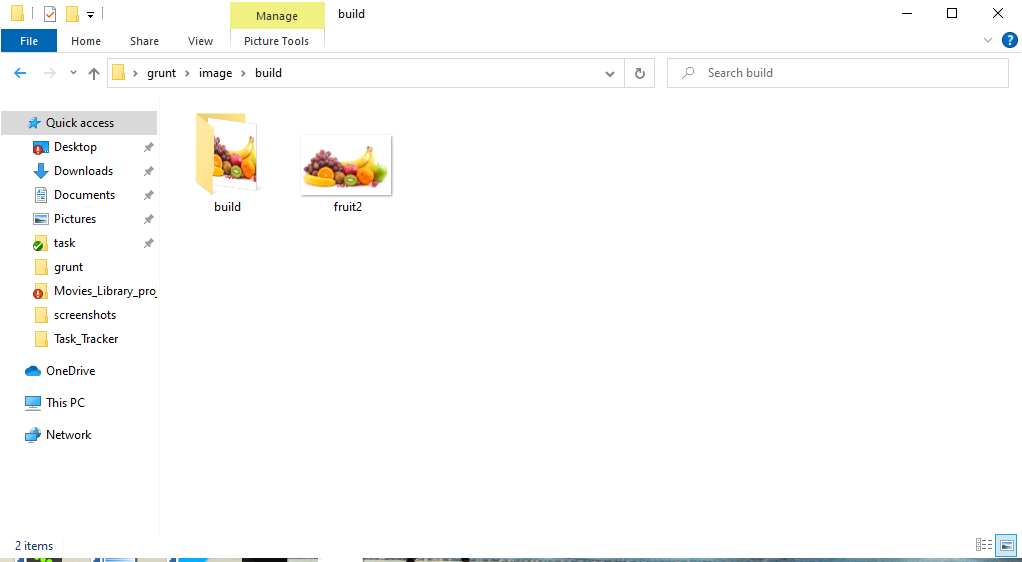 Manage
build
File
Home
Share
View
Picture Tools
?
grunt
image
build
Search build
Quick access
Desktop
Downloads
Documents
Pictures
task
grunt
Movies_Library_proj
screenshots
Task_Tracker
OneDrive
This PC
Network
build
fruit2
2 items